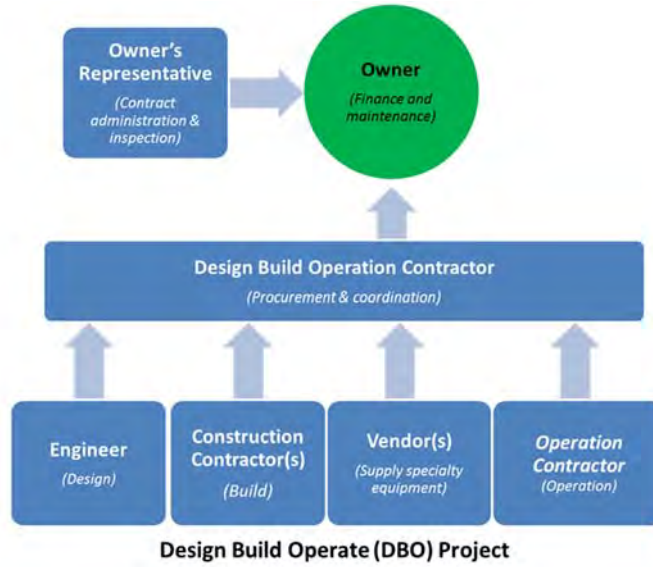 Owner's
Representative
(Contract
administration &
inspection)
Owner
(Finance and
maintenance)
Design Build Operation Contractor
(Procurement & coordination)
Engineer
(Design)
Construction
Contractor(s)
(Build)
Vendor(s)
(Supply specialty
equipment)
Operation
Contractor
(Operation)
Design Build Operate (DBO) Project